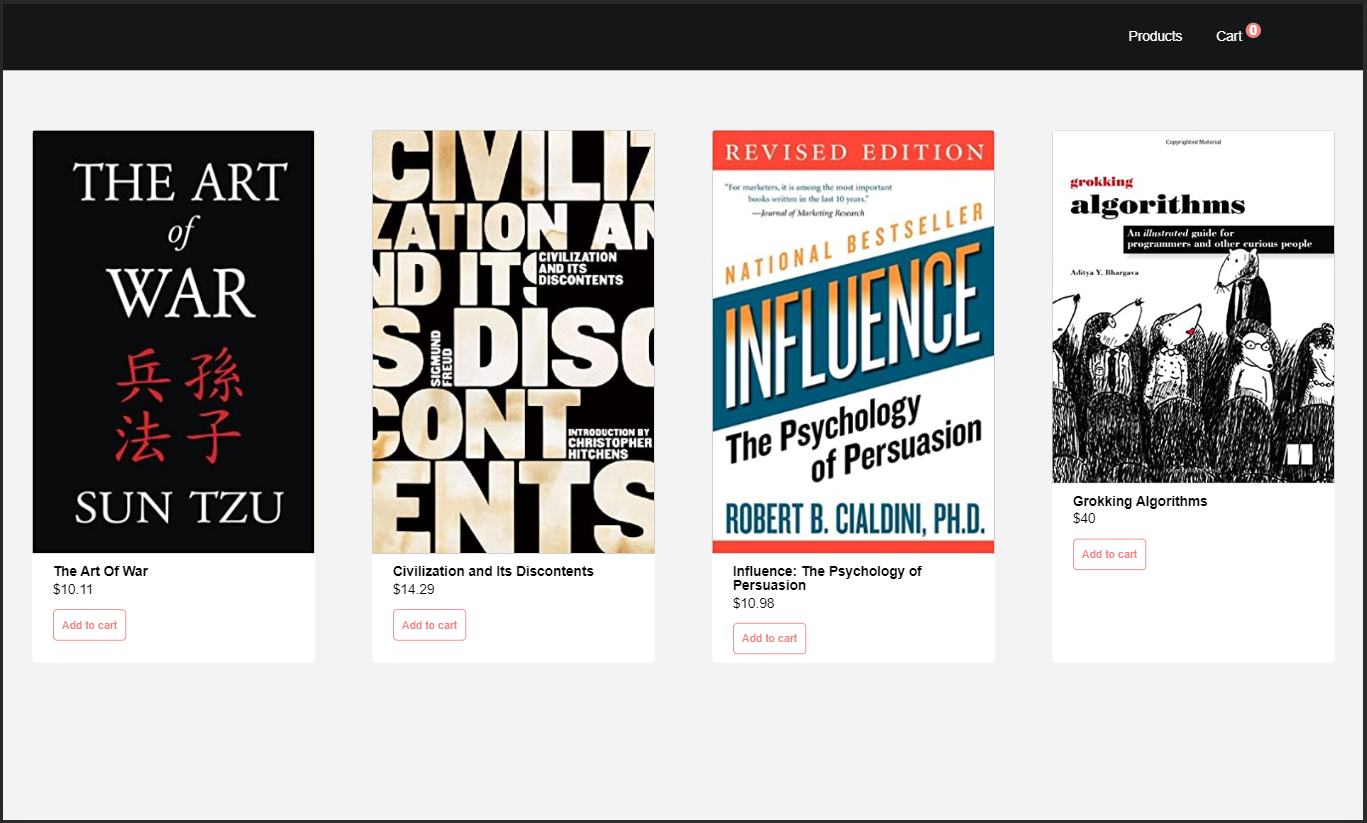 Products
Cart 0
THE ART
of
WAR
兵 孫
法 子
SUN TZU
The Art Of War
$10.11
Add to cart
CIVILI
ZATION AN
ND ITS
CIVILIZATION
AND ITS
DISCONTENTS
S DISC
SIGMUND
FREUD
CONT
INTRODUCTION BY
CHRISTOPHER
HITCHENS
ENTS
Civilization and Its Discontents
$14.29
Add to cart
REVISED EDITION
"For marketers, it is among the most important
books written in the last 10 years."
—Journal of Marketing Research
NATIONAL BESTSELLER
INFLUENCE
The Psychology
of Persuasion
ROBERT B. CIALDINI, PH.D.
Influence: The Psychology of
Persuasion
$10.98
Add to cart
Copyrighted Material
grokking
algorithms
An illustrated guide for
programmers and other curious people
Aditya Y. Bhargava
Grokking Algorithms
$40
Add to cart